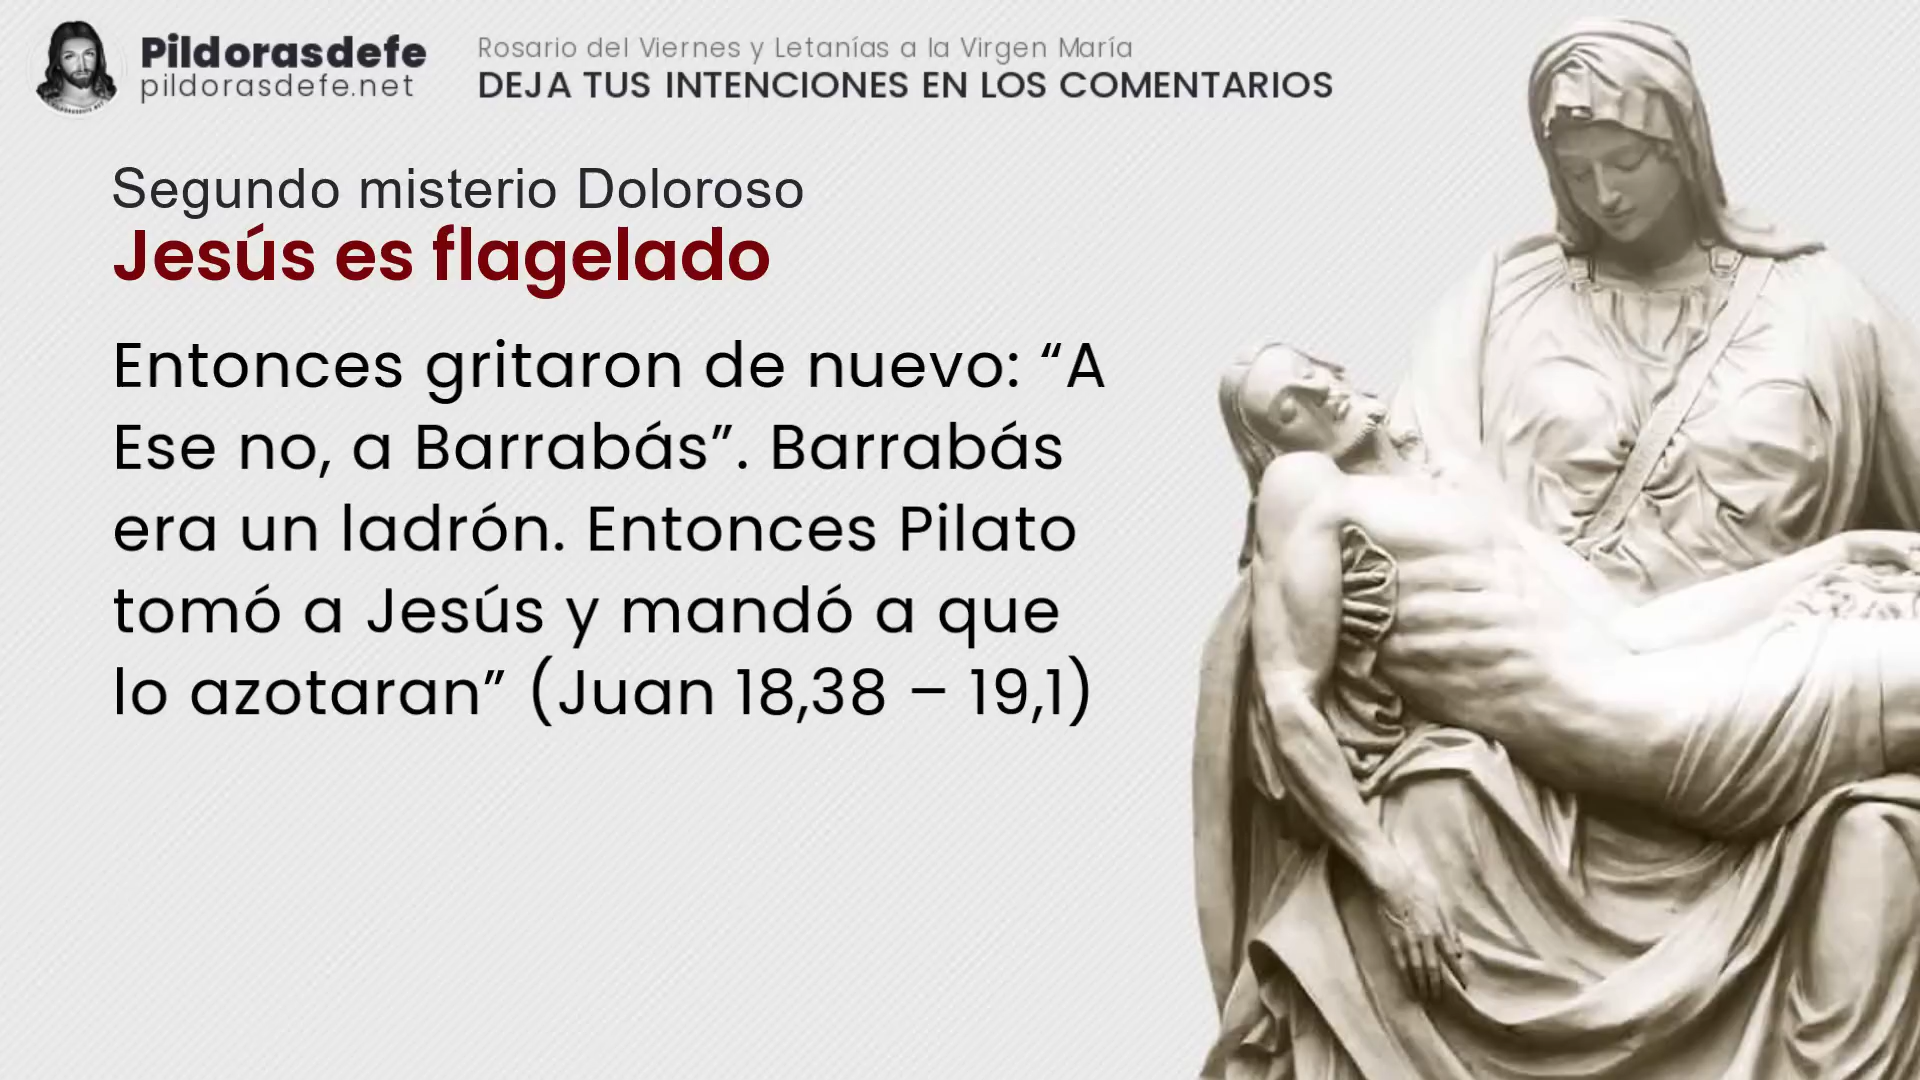 Pildorasdefe
pildorasdefe.net
Rosario del Viernes y Letanías a la Virgen María
DEJA TUS INTENCIONES EN LOS COMENTARIOS
Segundo misterio Doloroso
Jesús es flagelado
Entonces gritaron de nuevo: “A
Ese no, a Barrabás”. Barrabás
era un ladrón. Entonces Pilato
tomó a Jesús y mandó a que
lo azotaran” (Juan 18,38 – 19,1)